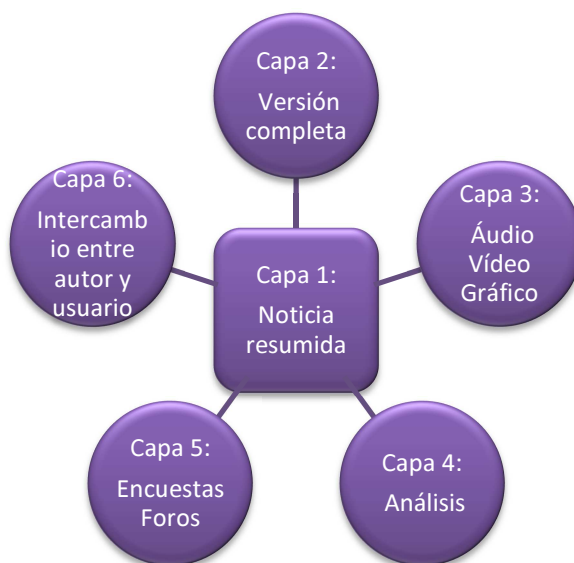 Capa 2:
Versión
completa
Capa 6:
Intercamb
io entre
autor y
usuario
Capa 3:
Áudio
Vídeo
Gráfico
Capa 1:
Noticia
resumida
Capa 5:
Encuestas
Foros
Capa 4:
Análisis